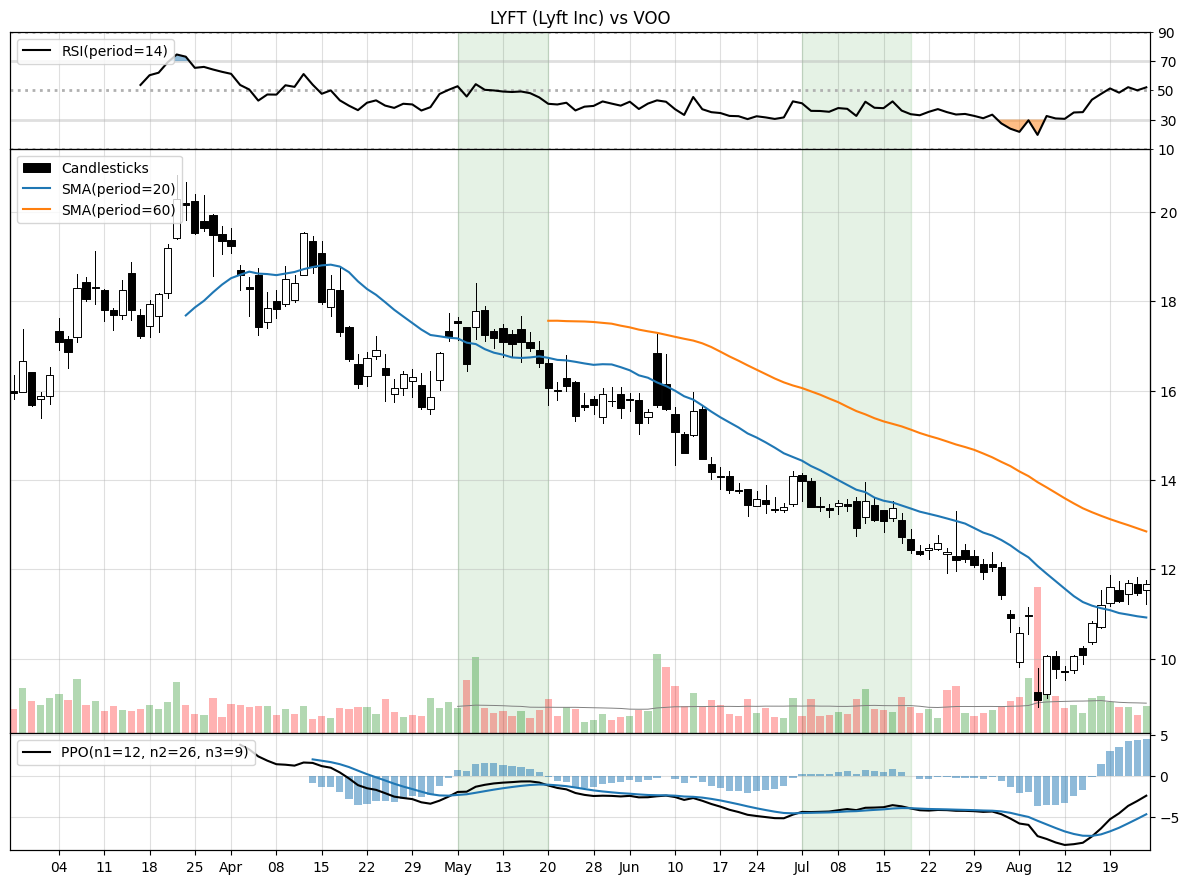 LYFT (Lyft Inc) vs VOO
RSI(period=14)
90
70
50
30
10
Candlesticks
SMA(period=20)
SMA(period=60)
20
18
16
14
12
10
PPO(n1=12, n2=26, n3=9)
5
0
−5
04 11 18 25 Apr 08 15 22 29 May 13 20 28 Jun 10 17 24 Jul 08 15 22 29 Aug 12 19